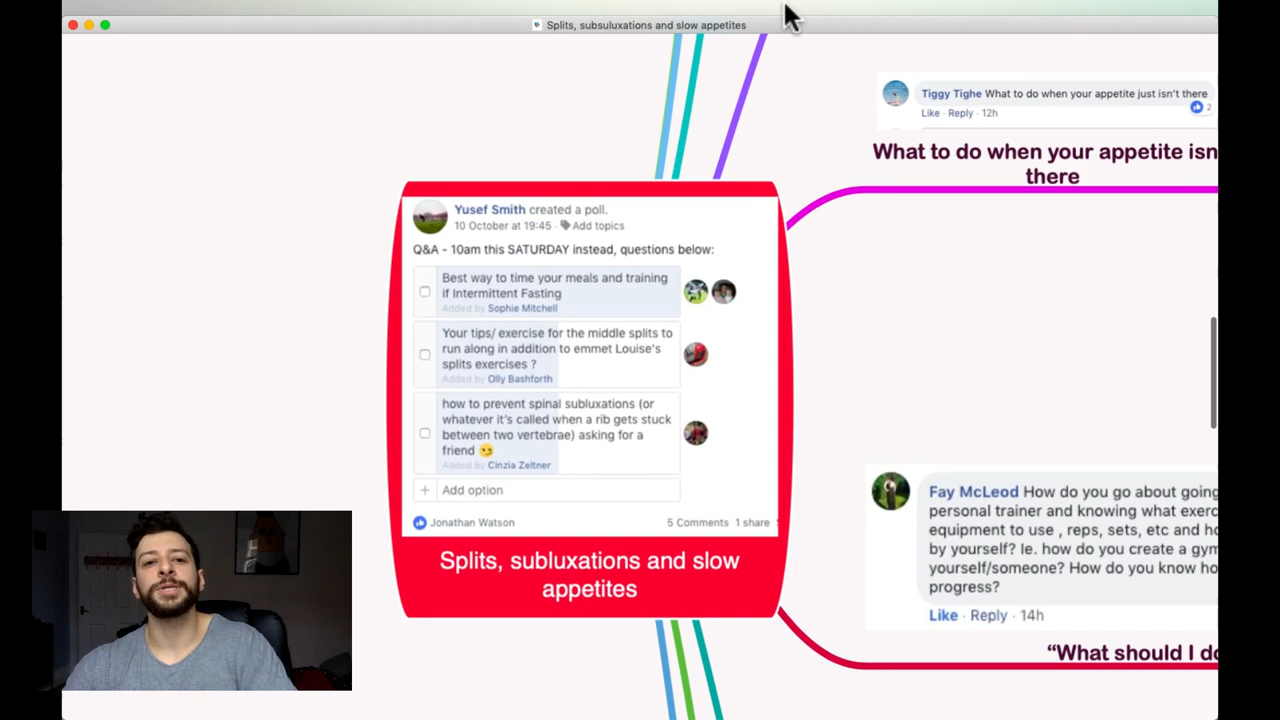 Splits, subsuluxations and slow appetites
Tiggy Tighe What to do when your appetite just isn't there
Like · Reply · 12h
2
What to do when your appetite isn
there
Yusef Smith created a poll.
10 October at 19:45 · Add topics
Q&A - 10am this SATURDAY instead, questions below:
Best way to time your meals and training
if Intermittent Fasting
Added by Sophie Mitchell
Your tips/ exercise for the middle splits to
run along in addition to emmet Louise's
splits exercises ?
Added by Olly Bashforth
how to prevent spinal subluxations (or
whatever it's called when a rib gets stuck
between two vertebrae) asking for a
friend 😏
Added by Cinzia Zeltner
+ Add option
Jonathan Watson 5 Comments 1 share
Splits, subluxations and slow
appetites
Fay McLeod How do you go about going
personal trainer and knowing what exerc
equipment to use , reps, sets, etc and ho
by yourself? Ie. how do you create a gym
yourself/someone? How do you know ho
progress?
Like · Reply · 14h
“What should I do